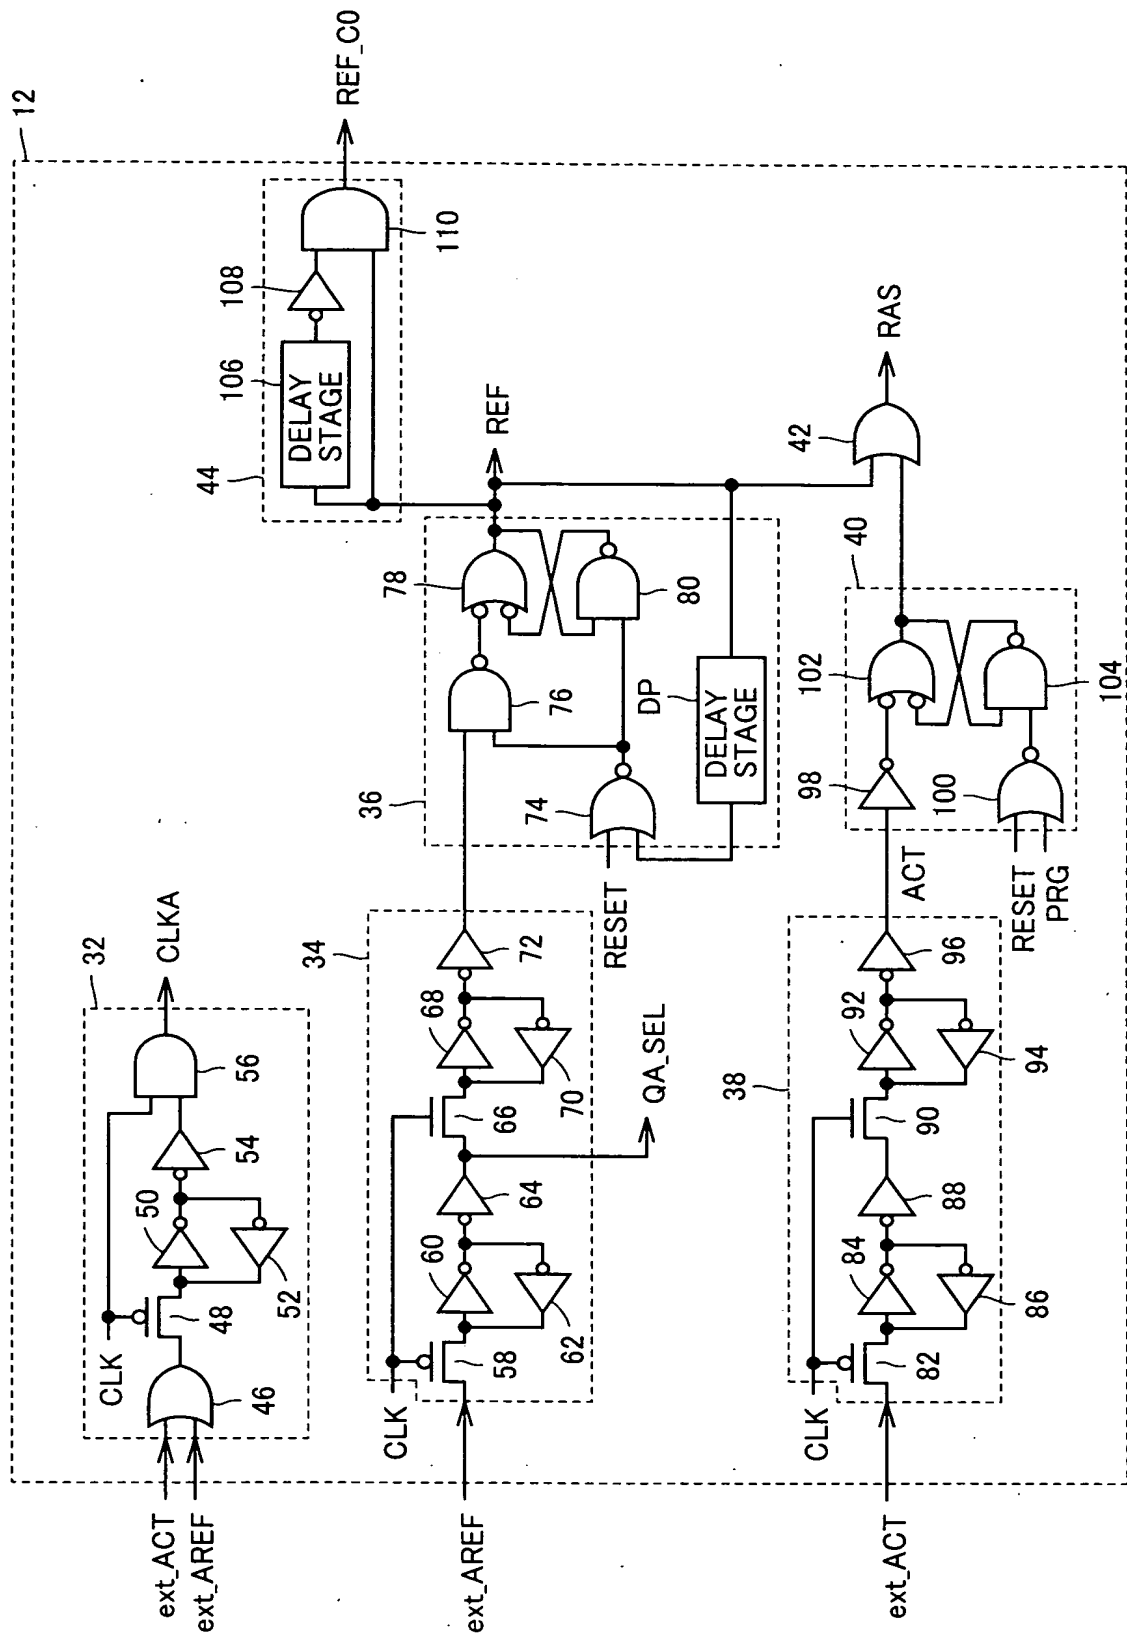 12
32
ext_ACT
ext_AREF
CLK
46
48
50
52
54
56
CLKA
34
CLK
ext_AREF
58
60
62
64
66
68
70
72
QA_SEL
36
RESET
74
76
78
80
DP
DELAY
STAGE
REF
44
106
DELAY
STAGE
108
110
REF_C0
38
CLK
ext_ACT
82
84
86
88
90
92
94
96
ACT
40
98
RESET
PRG
100
102
104
42
RAS